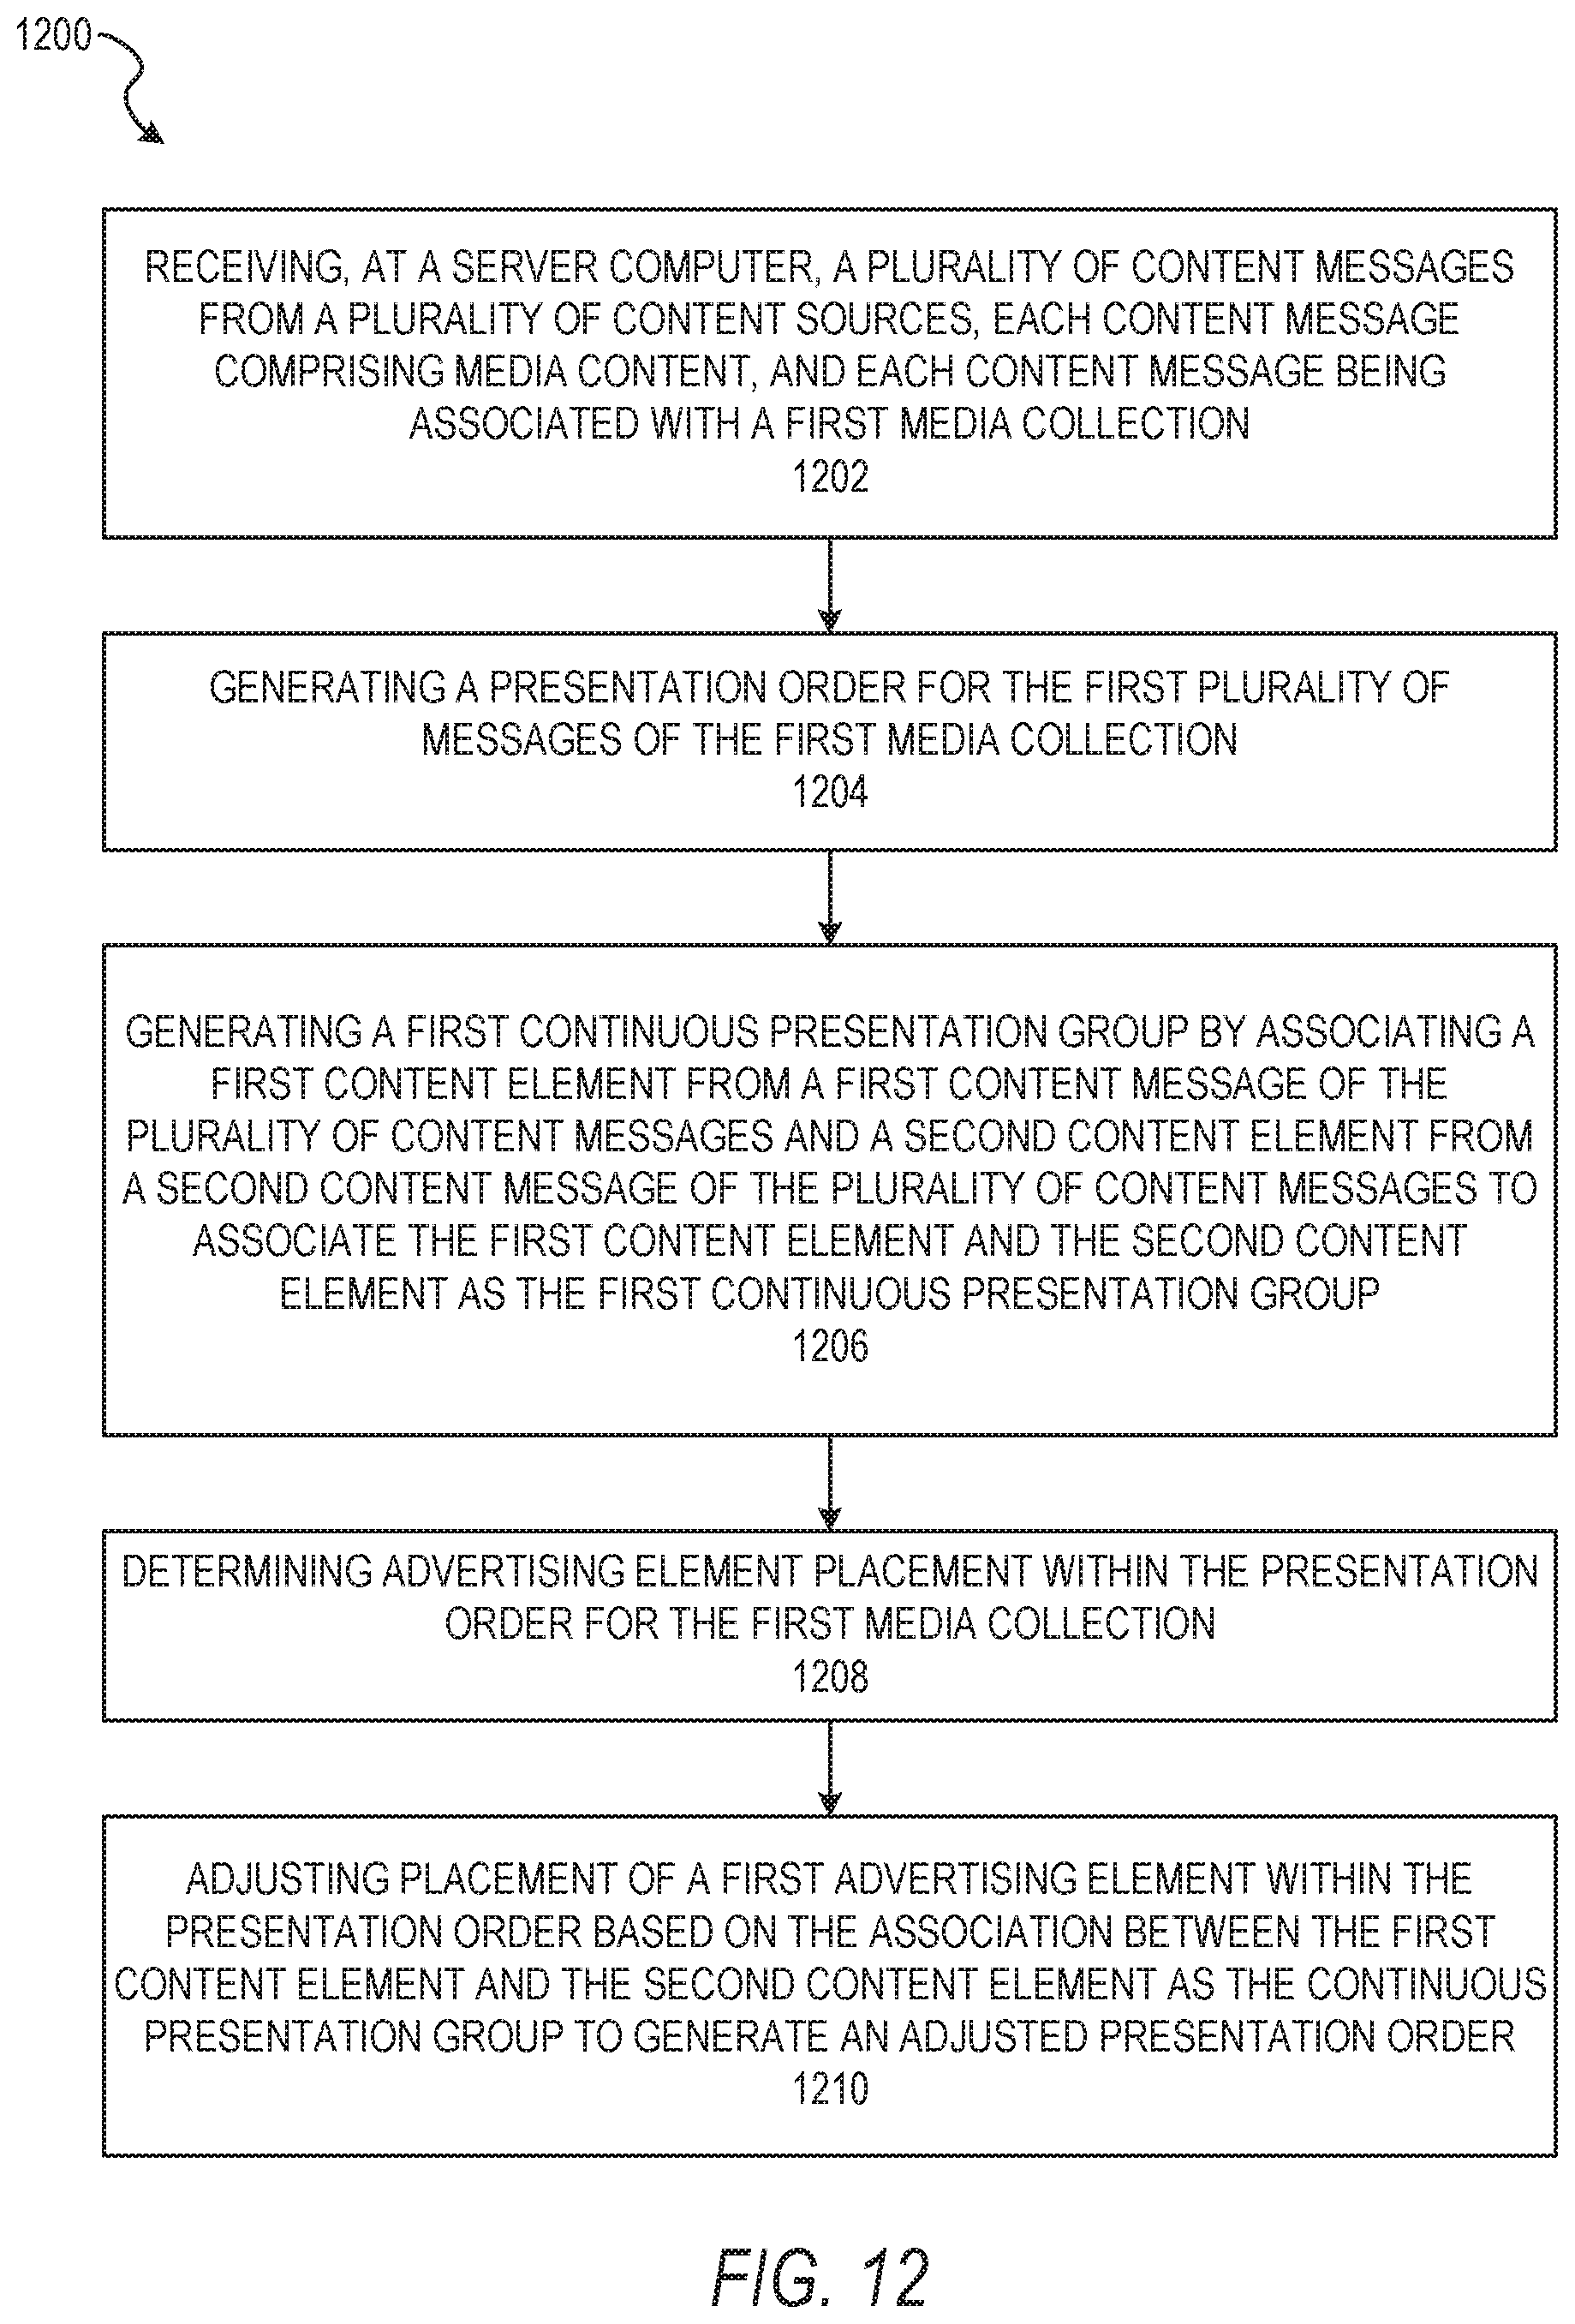 1200
RECEIVING, AT A SERVER COMPUTER, A PLURALITY OF CONTENT MESSAGES
FROM A PLURALITY OF CONTENT SOURCES, EACH CONTENT MESSAGE
COMPRISING MEDIA CONTENT, AND EACH CONTENT MESSAGE BEING
ASSOCIATED WITH A FIRST MEDIA COLLECTION
1202
GENERATING A PRESENTATION ORDER FOR THE FIRST PLURALITY OF
MESSAGES OF THE FIRST MEDIA COLLECTION
1204
GENERATING A FIRST CONTINUOUS PRESENTATION GROUP BY ASSOCIATING A
FIRST CONTENT ELEMENT FROM A FIRST CONTENT MESSAGE OF THE
PLURALITY OF CONTENT MESSAGES AND A SECOND CONTENT ELEMENT FROM
A SECOND CONTENT MESSAGE OF THE PLURALITY OF CONTENT MESSAGES TO
ASSOCIATE THE FIRST CONTENT ELEMENT AND THE SECOND CONTENT
ELEMENT AS THE FIRST CONTINUOUS PRESENTATION GROUP
1206
DETERMINING ADVERTISING ELEMENT PLACEMENT WITHIN THE PRESENTATION
ORDER FOR THE FIRST MEDIA COLLECTION
1208
ADJUSTING PLACEMENT OF A FIRST ADVERTISING ELEMENT WITHIN THE
PRESENTATION ORDER BASED ON THE ASSOCIATION BETWEEN THE FIRST
CONTENT ELEMENT AND THE SECOND CONTENT ELEMENT AS THE CONTINUOUS
PRESENTATION GROUP TO GENERATE AN ADJUSTED PRESENTATION ORDER
1210
FIG. 12